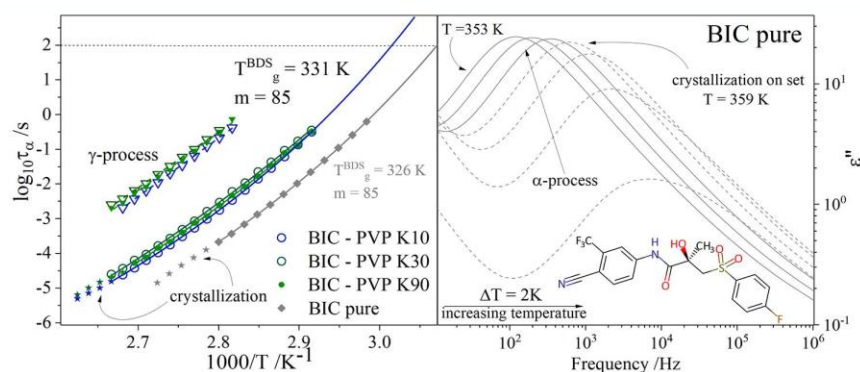 2
1
0
-1
-2
-3
-4
-5
-6
log₁₀τα/s
T^BDS_g = 331 K
m = 85
γ-process
T^BDS_g = 326 K
m = 85
BIC - PVP K10
BIC - PVP K30
BIC - PVP K90
BIC pure
crystallization
2.7 2.8 2.9 3.0
1000/T /K⁻¹
BIC pure
T=353 K
crystallization on set
T = 359 K
α-process
ΔT = 2K
increasing temperature
F₃C
N
H
N
O
OH
CH₃
O
S
O
F
10² 10³ 10⁴ 10⁵ 10⁶
Frequency /Hz
10¹
10⁰
10⁻¹
ε"